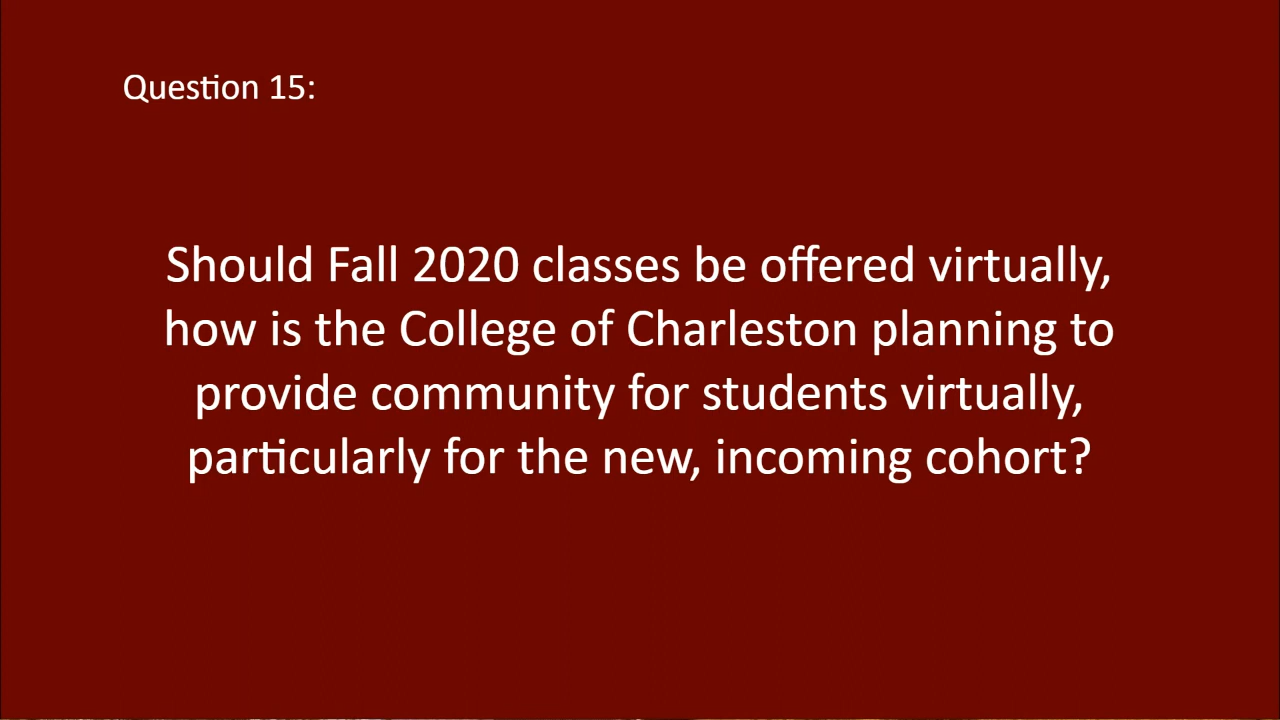 Question 15:
Should Fall 2020 classes be offered virtually,
how is the College of Charleston planning to
provide community for students virtually,
particularly for the new, incoming cohort?